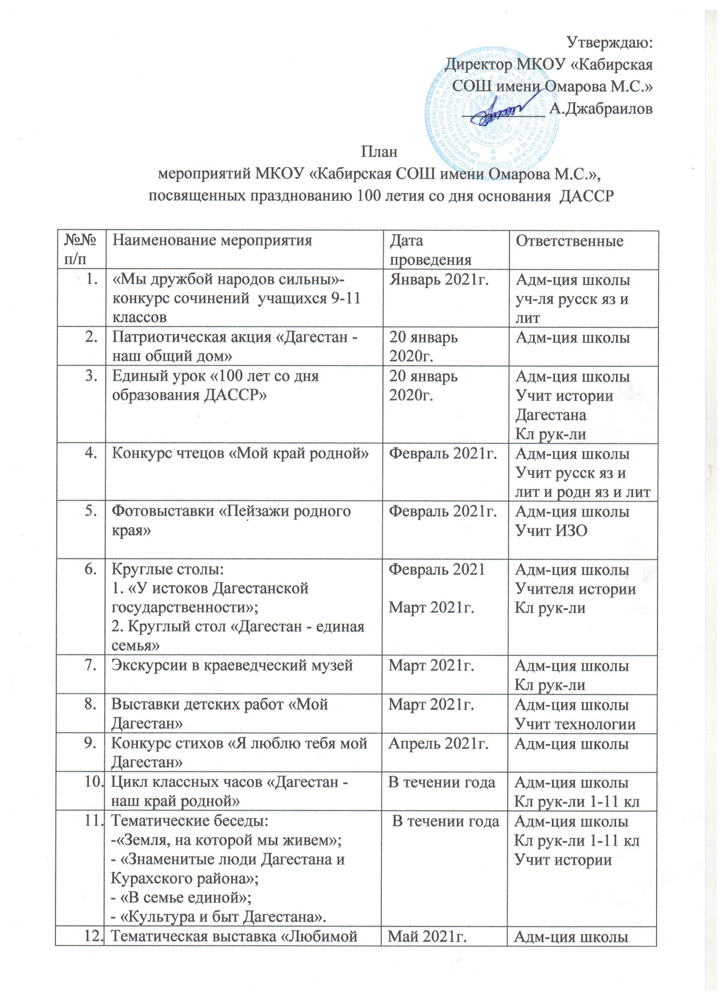 Утверждаю:
Директор МКОУ «Кабирская
СОШ имени Омарова М.С.»
__________ А.Джабраилов
План
мероприятий МКОУ «Кабирская СОШ имени Омарова М.С.»,
посвященных празднованию 100 летия со дня основания ДАССР
№№ Наименование мероприятия Дата Ответственные
п/п проведения
1. «Мы дружбой народов сильны»- Январь 2021г. Адм-ция школы
конкурс сочинений учащихся 9-11 уч-ля русск яз и
классов лит
2. Патриотическая акция «Дагестан - 20 январь Адм-ция школы
наш общий дом» 2020г.
3. Единый урок «100 лет со дня 20 январь Адм-ция школы
образования ДАССР» 2020г. Учит истории
Дагестана
Кл рук-ли
4. Конкурс чтецов «Мой край родной» Февраль 2021г. Адм-ция школы
Учит русск яз и
лит и родн яз и лит
5. Фотовыставки «Пейзажи родного Февраль 2021г. Адм-ция школы
края» Учит ИЗО
6. Круглые столы: Февраль 2021 Адм-ция школы
1. «У истоков Дагестанской Учителя истории
государственности»; Март 2021г. Кл рук-ли
2. Круглый стол «Дагестан - единая
семья»
7. Экскурсии в краеведческий музей Март 2021г. Адм-ция школы
Кл рук-ли
8. Выставки детских работ «Мой Март 2021г. Адм-ция школы
Дагестан» Учит технологии
9. Конкурс стихов «Я люблю тебя мой Апрель 2021г. Адм-ция школы
Дагестан»
10. Цикл классных часов «Дагестан - В течении года Адм-ция школы
наш край родной» Кл рук-ли 1-11 кл
11. Тематические беседы: В течении года Адм-ция школы
-«Земля, на которой мы живем»; Кл рук-ли 1-11 кл
- «Знаменитые люди Дагестана и Учит истории
Курахского района»;
- «В семье единой»;
- «Культура и быт Дагестана».
12. Тематическая выставка «Любимой Май 2021г. Адм-ция школы